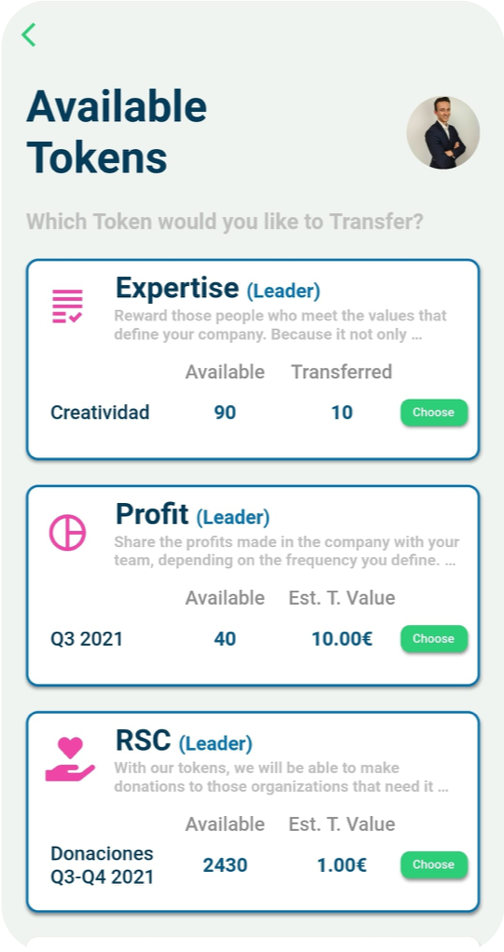 Available
Tokens
Which Token would you like to Transfer?
Expertise (Leader)
Reward those people who meet the values that
define your company. Because it not only ...
Available Transferred
Creatividad 90 10 Choose
Profit (Leader)
Share the profits made in the company with your
team, depending on the frequency you define. ...
Available Est. T. Value
Q3 2021 40 10.00€ Choose
RSC (Leader)
With our tokens, we will be able to make
donations to those organizations that need it ...
Available Est. T. Value
Donaciones
Q3-Q4 2021 2430 1.00€ Choose